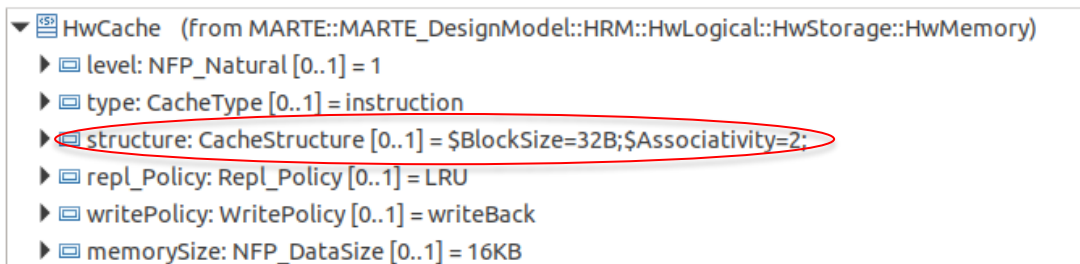 HwCache (from MARTE::MARTE_DesignModel::HRM::HwLogical::HwStorage::HwMemory)
level: NFP_Natural [0..1] = 1
type: CacheType [0..1] = instruction
structure: CacheStructure [0..1] = $BlockSize=32B;$Associativity=2;
repl_Policy: Repl_Policy [0..1] = LRU
writePolicy: WritePolicy [0..1] = writeBack
memorySize: NFP_DataSize [0..1] = 16KB